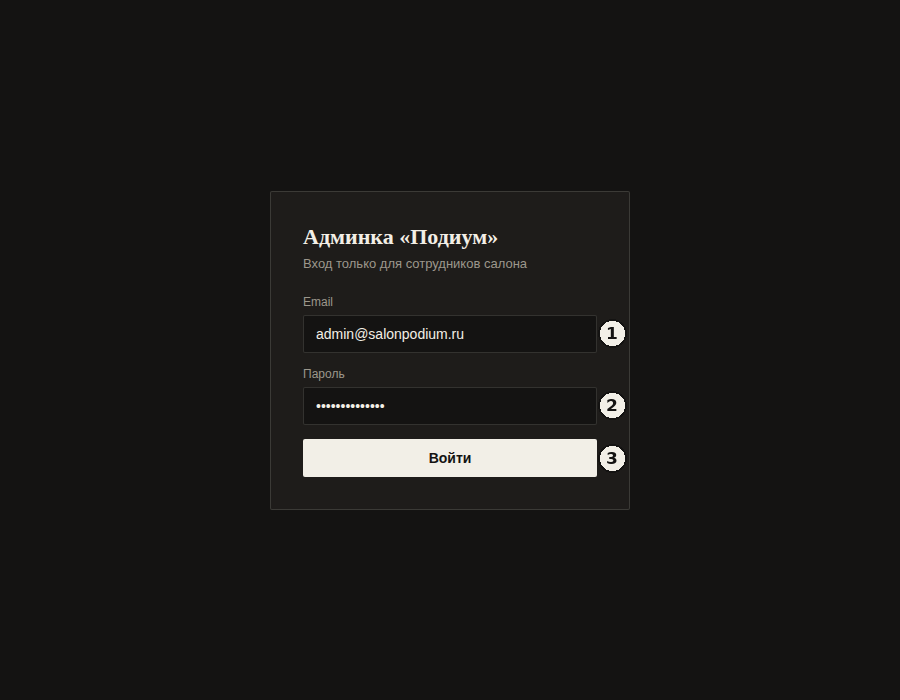 Админка «Подиум»
Вход только для сотрудников салона
Email
admin@salonpodium.ru
1
Пароль
••••••••••••••
2
Войти
3